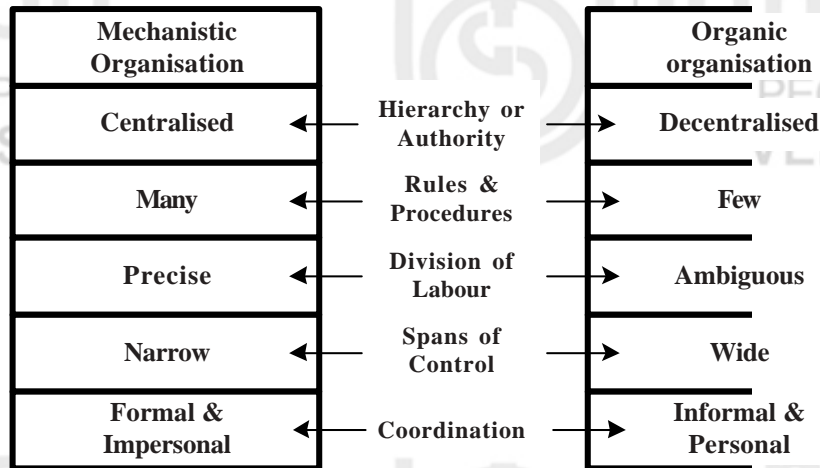 Mechanistic
Organisation
Organic
organisation
Centralised
Hierarchy or
Authority
Decentralised
Many
Rules &
Procedures
Few
Precise
Division of
Labour
Ambiguous
Narrow
Spans of
Control
Wide
Formal &
Impersonal
Coordination
Informal &
Personal